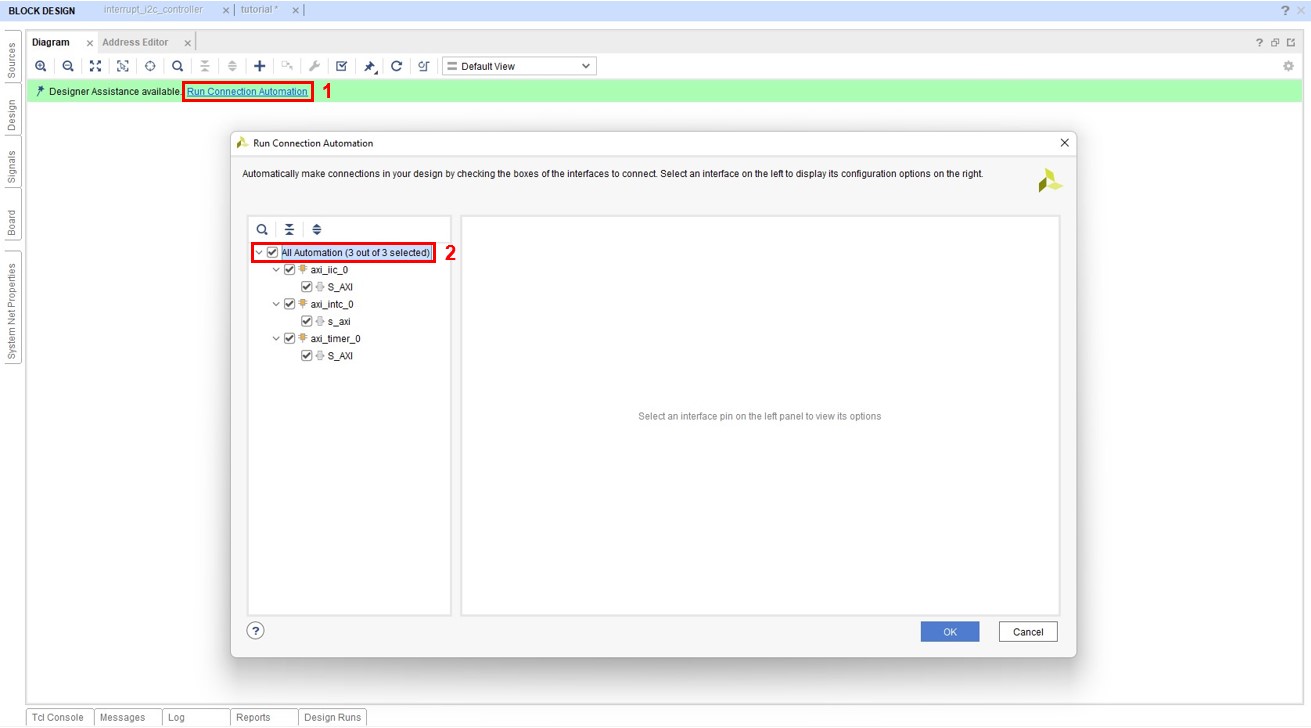 BLOCK DESIGN
interrupt_i2c_controller
tutorial *
?
Diagram
Address Editor
?
Default View
Designer Assistance available.
Run Connection Automation
1
Sources
Design
Signals
Board
System Net Properties
Run Connection Automation
Automatically make connections in your design by checking the boxes of the interfaces to connect. Select an interface on the left to display its configuration options on the right.
All Automation (3 out of 3 selected)
2
axi_iic_0
S_AXI
axi_intc_0
s_axi
axi_timer_0
S_AXI
Select an interface pin on the left panel to view its options
?
OK
Cancel
Tcl Console
Messages
Log
Reports
Design Runs